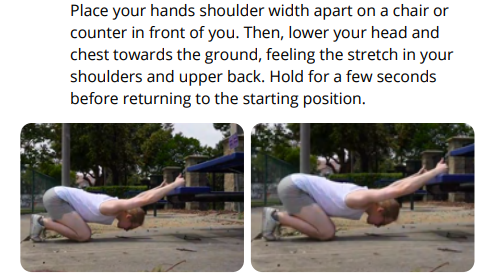 Place your hands shoulder width apart on a chair or
counter in front of you. Then, lower your head and
chest towards the ground, feeling the stretch in your
shoulders and upper back. Hold for a few seconds
before returning to the starting position.